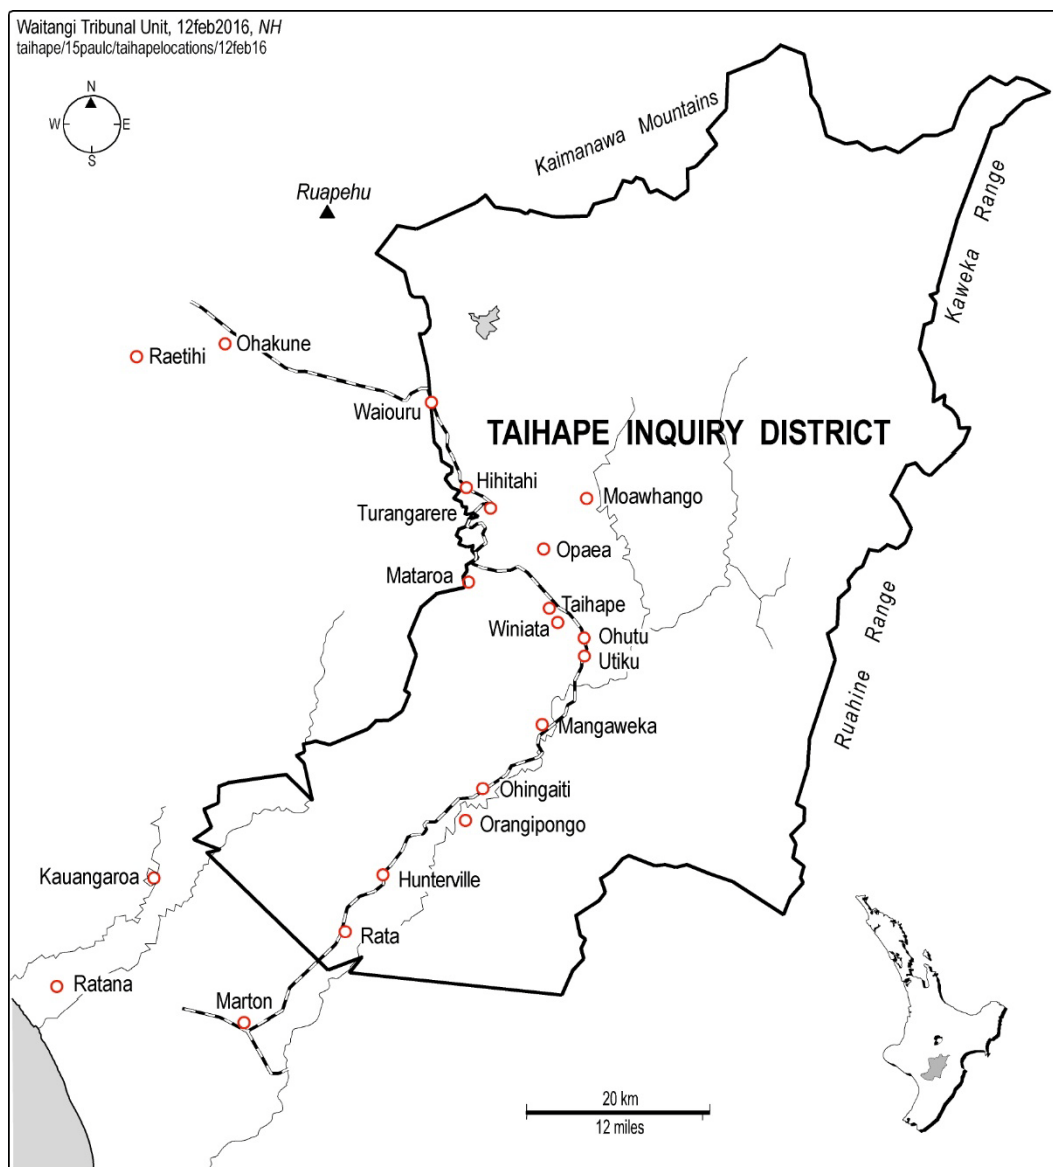 Waitangi Tribunal Unit, 12feb2016, NH
taihape/15paulc/taihapelocations/12feb16
N
W
E
S
Kaimanawa Mountains
Ruapehu
Kaweka Range
Ohakune
Raetihi
Waiouru
TAIHAPE INQUIRY DISTRICT
Hihitahi
Moawhango
Turangarere
Opaea
Mataroa
Taihape
Winiata
Ohutu
Utiku
Ruahine Range
Mangaweka
Ohingaiti
Orangipongo
Kauangaroa
Hunterville
Rata
Ratana
Marton
20 km
12 miles